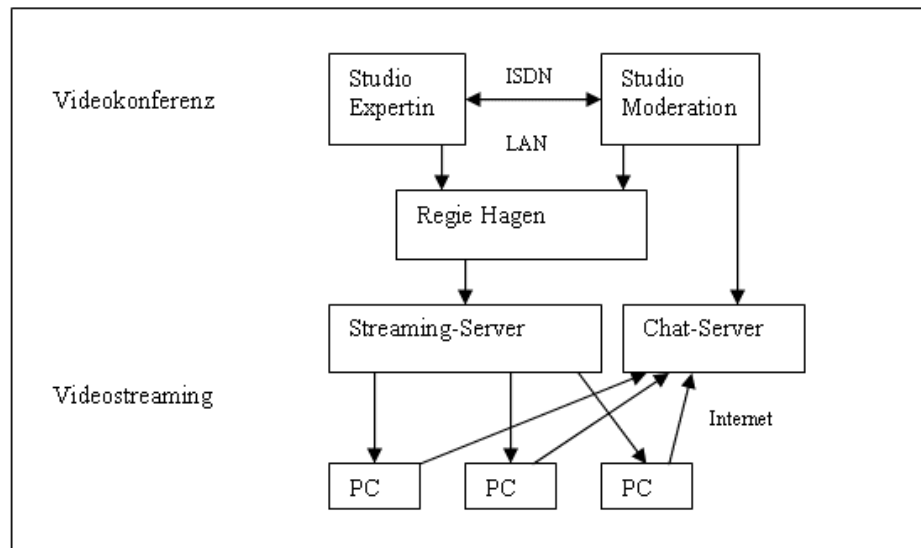 Videokonferenz
Studio
Expertin
ISDN
Studio
Moderation
LAN
Regie Hagen
Streaming-Server
Chat-Server
Videostreaming
Internet
PC
PC
PC